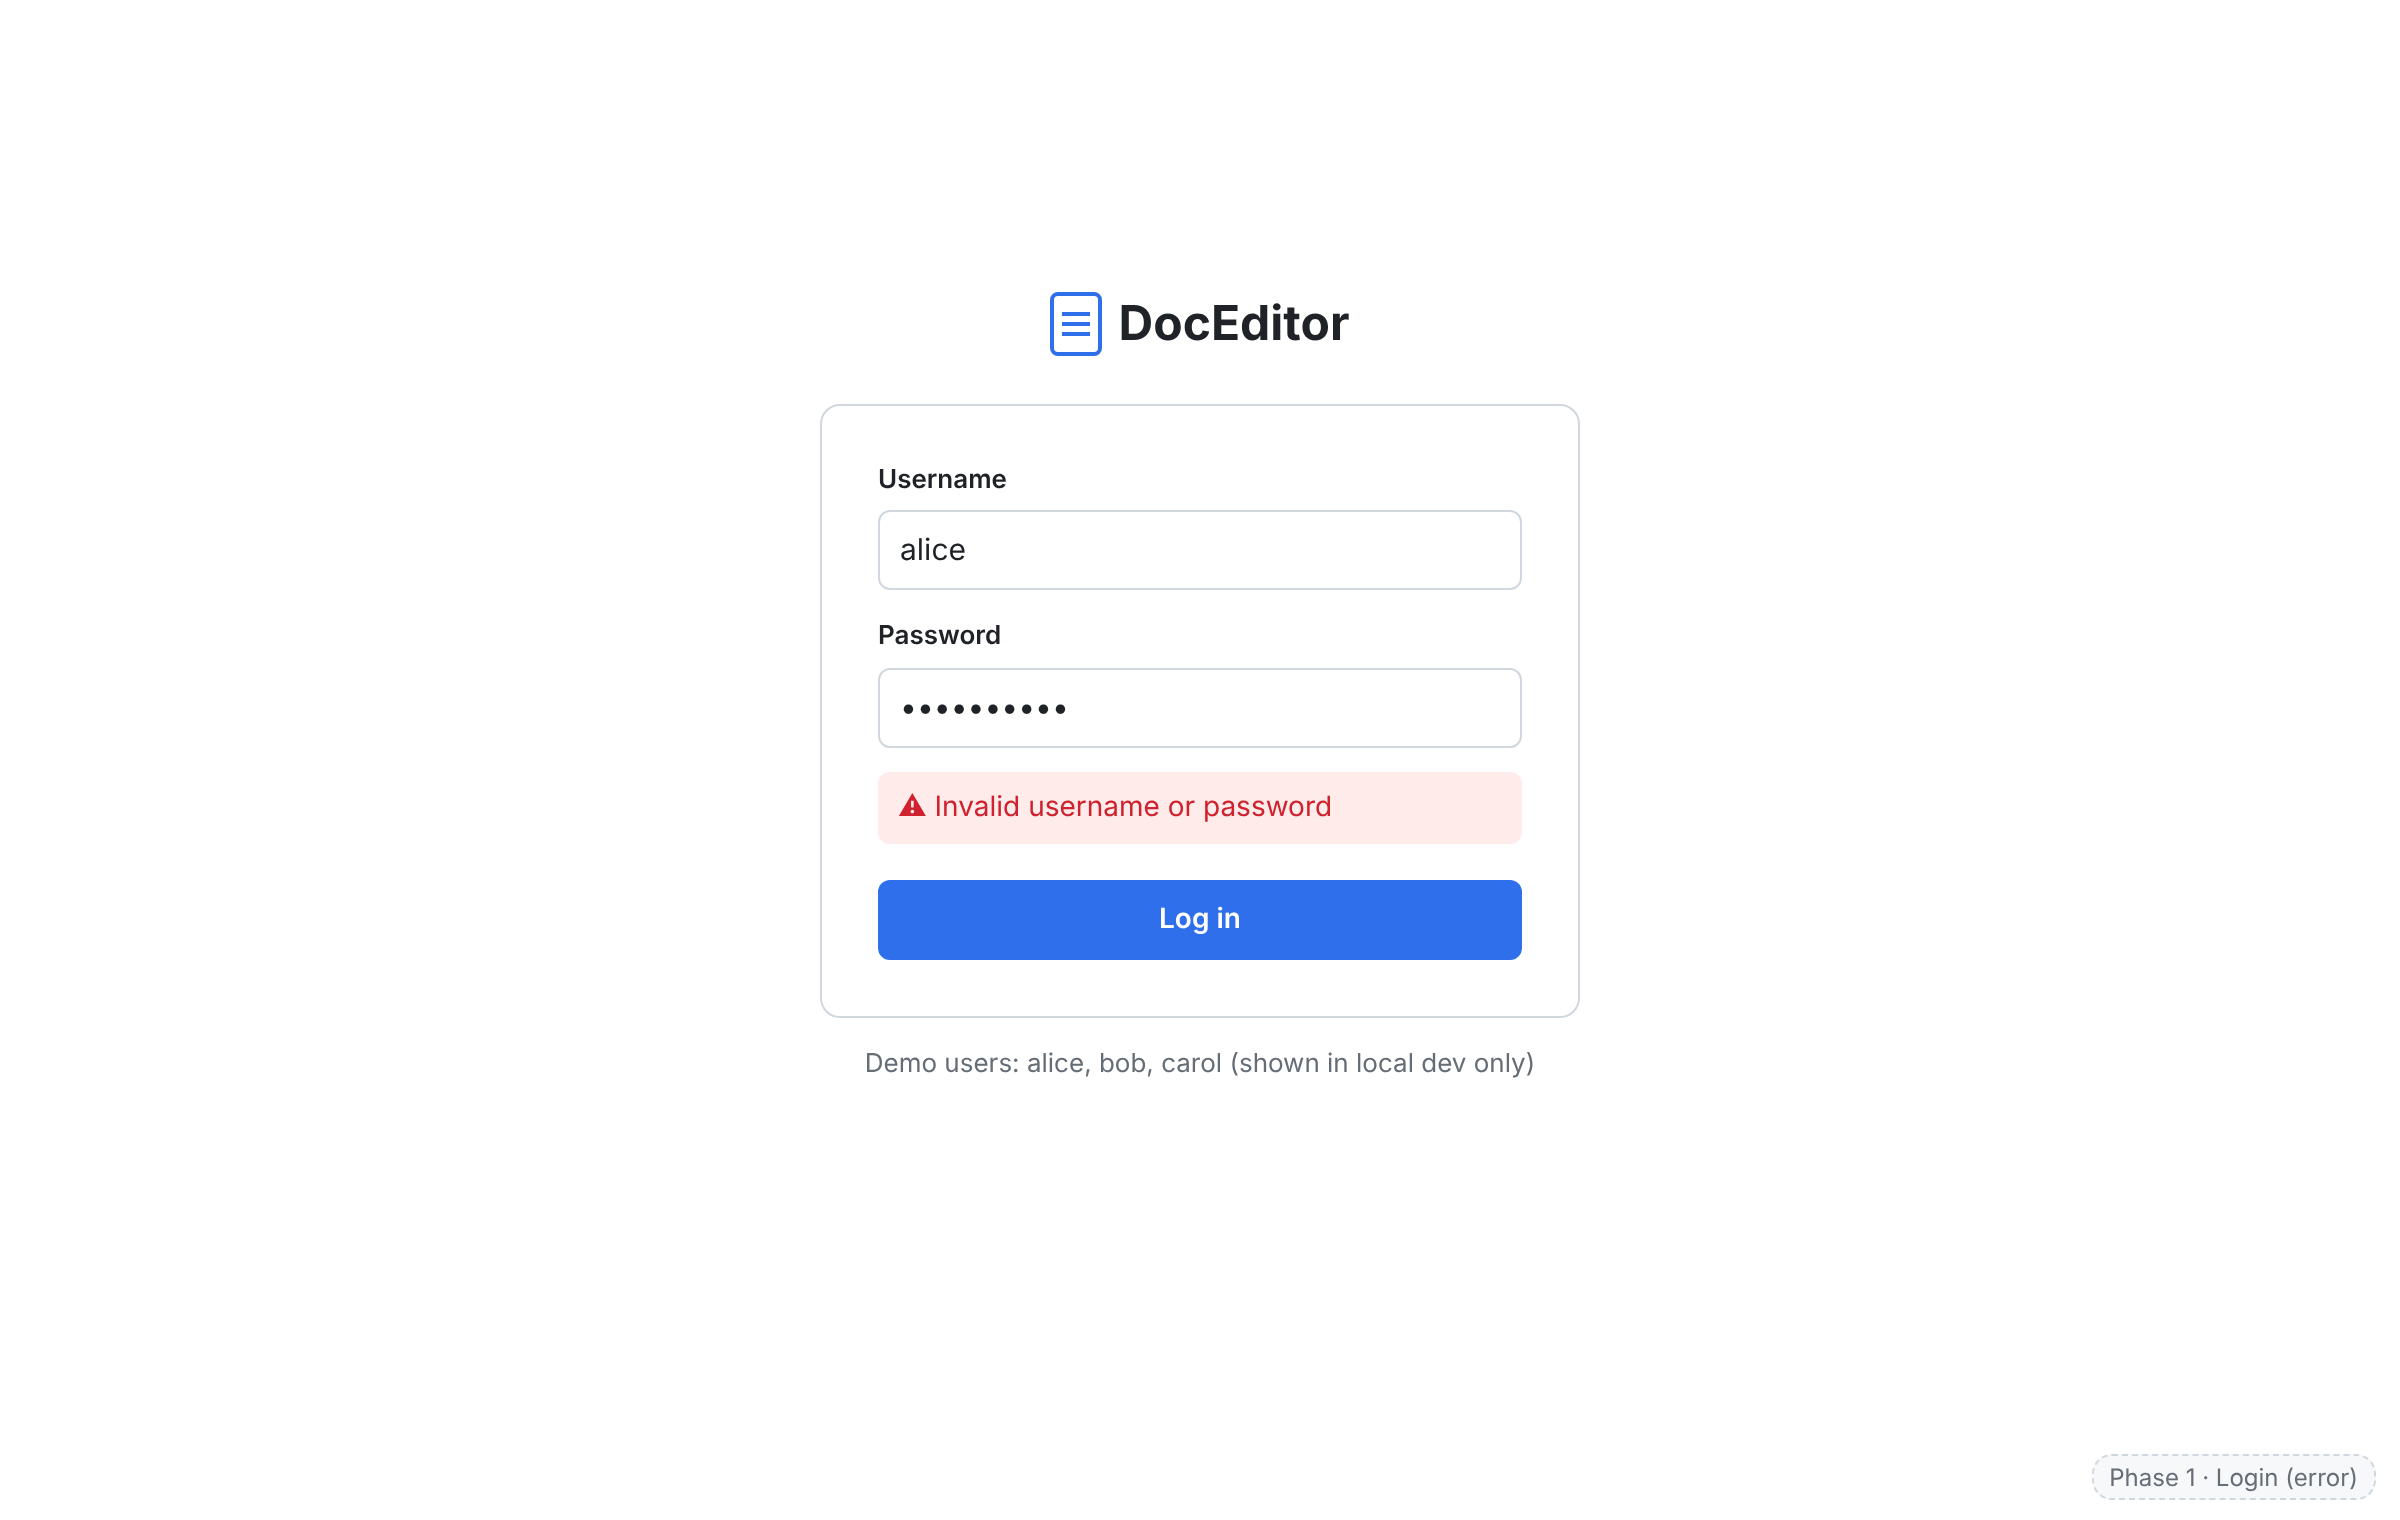 DocEditor
Username
alice
Password
••••••••••
Invalid username or password
Log in
Demo users: alice, bob, carol (shown in local dev only)
Phase 1 · Login (error)